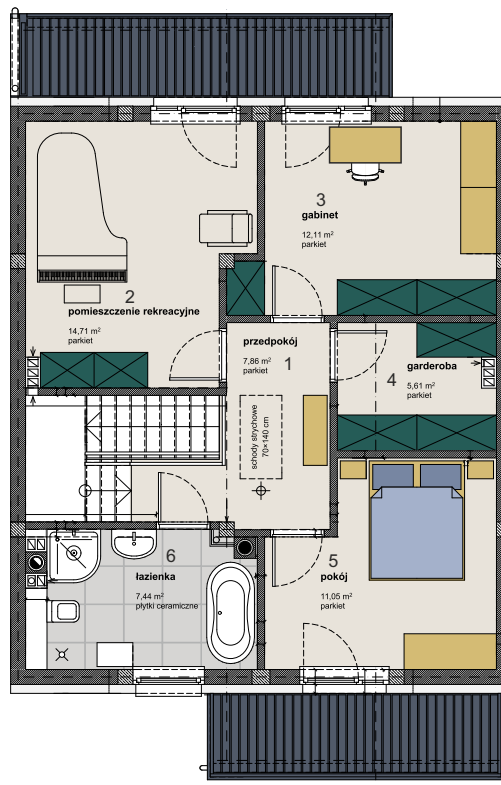 3
gabinet
12,11 m²
parkiet
2
pomieszczenie rekreacyjne
14,71 m²
parkiet
przedpokój
7,86 m²
parkiet
1
garderoba
4
5,61 m²
parkiet
schody strychowe
70×140 cm
6
łazienka
7,44 m²
płytki ceramiczne
5
pokój
11,05 m²
parkiet